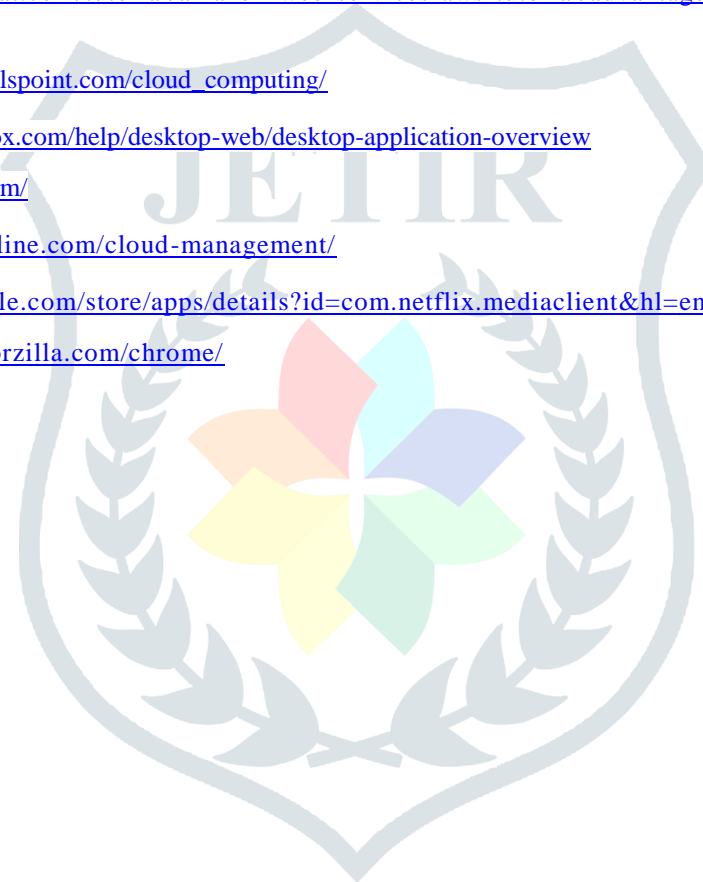 lspoint.com/cloud_computing/
x.com/help/desktop-web/desktop-application-overview
m/
JETIR
line.com/cloud-management/
le.com/store/apps/details?id=com.netflix.mediaclient&hl=en
rzilla.com/chrome/